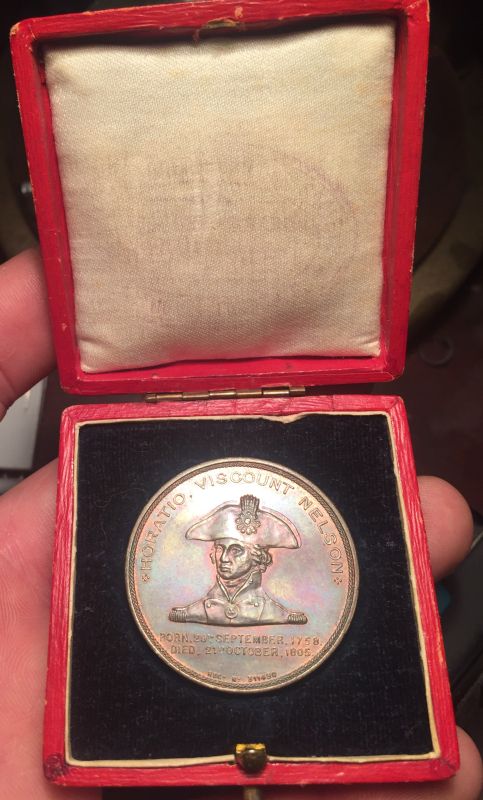 *HORATIO, VISCOUNT NELSON*
BORN, 29TH SEPTEMBER, 1758.
DIED, 21ST OCTOBER, 1805.